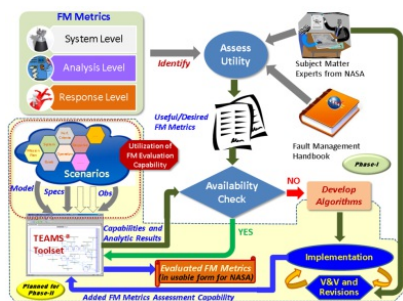 FM Metrics
System Level
Analysis Level
Response Level
Identify
Assess
Utility
Subject Matter
Experts from NASA
Useful/Desired
FM Metrics
Fault Management
Handbook
Phase-I
Utilization of
FM Evaluation
Capability
Scenarios
Model
Specs
Obs
Availability
Check
NO
Develop
Algorithms
YES
Capabilities and
Analytic Results
TEAMS
Toolset
Evaluated FM Metrics
(in usable form for NASA)
Implementation
V&V and
Revisions
Planned for
Phase-II
Added FM Metrics Assessment Capability